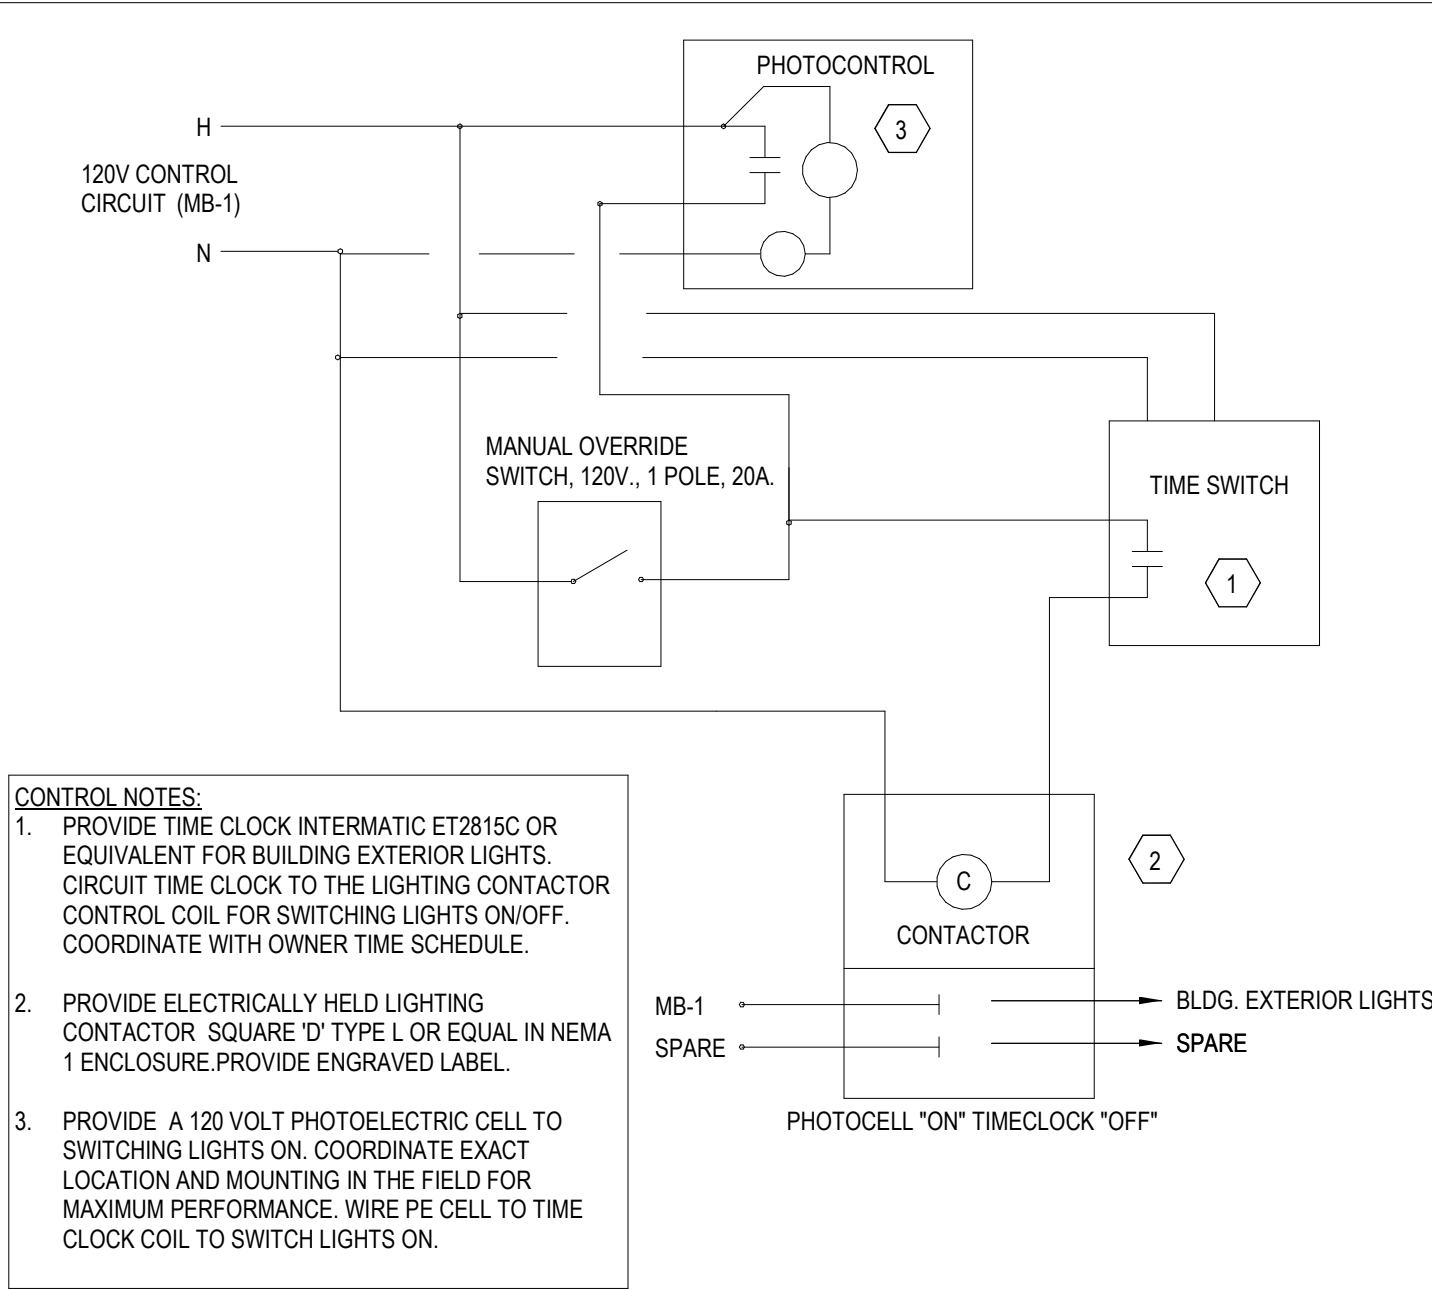 PHOTOCONTROL
3
H
120V CONTROL
CIRCUIT (MB-1)
N
MANUAL OVERRIDE
SWITCH, 120V., 1 POLE, 20A.
TIME SWITCH
1
CONTROL NOTES:
1. PROVIDE TIME CLOCK INTERMATIC ET2815C OR
EQUIVALENT FOR BUILDING EXTERIOR LIGHTS.
CIRCUIT TIME CLOCK TO THE LIGHTING CONTACTOR
CONTROL COIL FOR SWITCHING LIGHTS ON/OFF.
COORDINATE WITH OWNER TIME SCHEDULE.
2. PROVIDE ELECTRICALLY HELD LIGHTING
CONTACTOR SQUARE 'D' TYPE L OR EQUAL IN NEMA
1 ENCLOSURE.PROVIDE ENGRAVED LABEL.
3. PROVIDE A 120 VOLT PHOTOELECTRIC CELL TO
SWITCHING LIGHTS ON. COORDINATE EXACT
LOCATION AND MOUNTING IN THE FIELD FOR
MAXIMUM PERFORMANCE. WIRE PE CELL TO TIME
CLOCK COIL TO SWITCH LIGHTS ON.
2
C
CONTACTOR
MB-1
BLDG. EXTERIOR LIGHTS
SPARE
SPARE
PHOTOCELL "ON" TIMECLOCK "OFF"